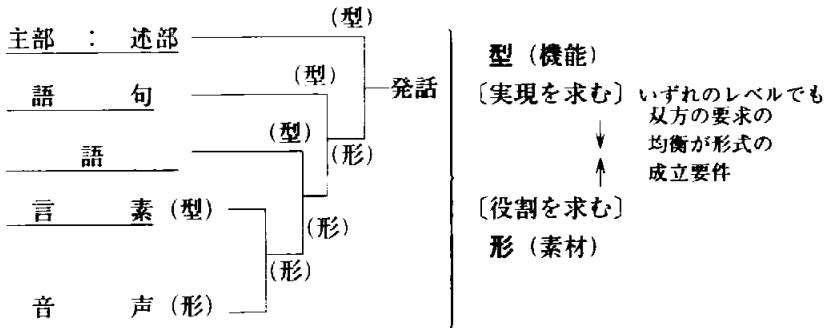 (型)
主部 : 述部
(型)
語句
発話
(型)
語
(形)
言素 (型)
(形)
(形)
音声 (形)
型 (機能)
〔実現を求む〕 いずれのレベルでも
双方の要求の
↓ 均衡が形式の
↑ 成立要件
〔役割を求む〕
形 (素材)